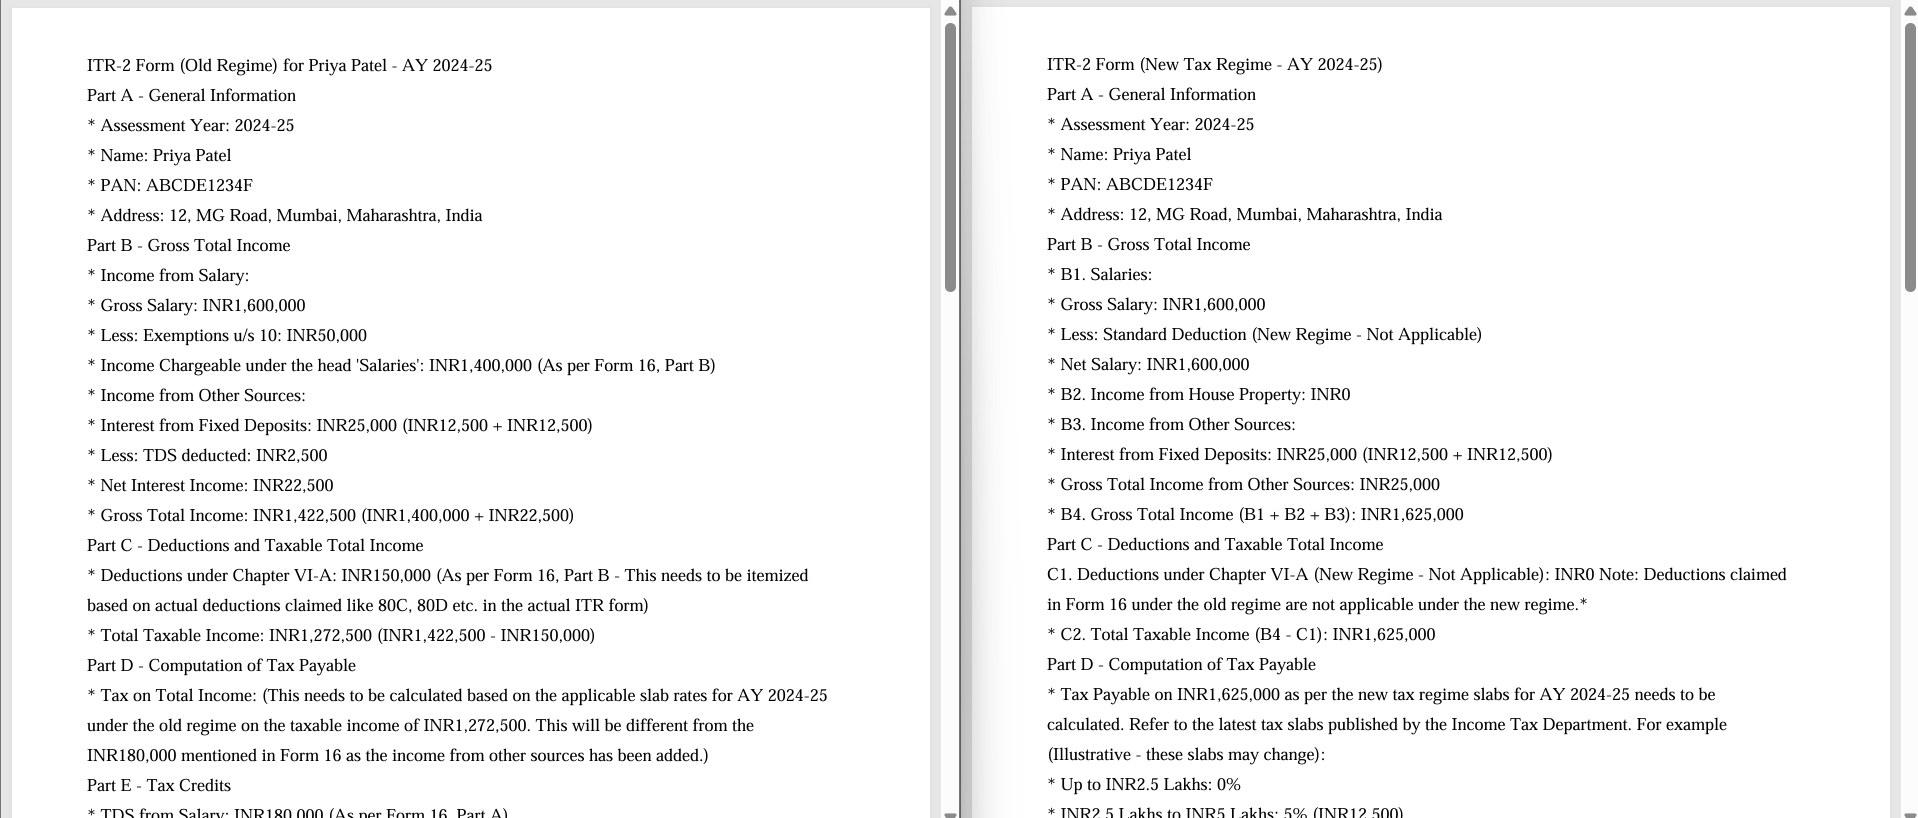 ITR-2 Form (Old Regime) for Priya Patel - AY 2024-25
Part A - General Information
* Assessment Year: 2024-25
* Name: Priya Patel
* PAN: ABCDE1234F
* Address: 12, MG Road, Mumbai, Maharashtra, India
Part B - Gross Total Income
* Income from Salary:
* Gross Salary: INR1,600,000
* Less: Exemptions u/s 10: INR50,000
* Income Chargeable under the head 'Salaries': INR1,400,000 (As per Form 16, Part B)
* Income from Other Sources:
* Interest from Fixed Deposits: INR25,000 (INR12,500 + INR12,500)
* Less: TDS deducted: INR2,500
* Net Interest Income: INR22,500
* Gross Total Income: INR1,422,500 (INR1,400,000 + INR22,500)
Part C - Deductions and Taxable Total Income
* Deductions under Chapter VI-A: INR150,000 (As per Form 16, Part B - This needs to be itemized
based on actual deductions claimed like 80C, 80D etc. in the actual ITR form)
* Total Taxable Income: INR1,272,500 (INR1,422,500 - INR150,000)
Part D - Computation of Tax Payable
* Tax on Total Income: (This needs to be calculated based on the applicable slab rates for AY 2024-25
under the old regime on the taxable income of INR1,272,500. This will be different from the
INR180,000 mentioned in Form 16 as the income from other sources has been added.)
Part E - Tax Credits
* TDS from Salary: INR180,000 (As per Form 16, Part A)
ITR-2 Form (New Tax Regime - AY 2024-25)
Part A - General Information
* Assessment Year: 2024-25
* Name: Priya Patel
* PAN: ABCDE1234F
* Address: 12, MG Road, Mumbai, Maharashtra, India
Part B - Gross Total Income
* B1. Salaries:
* Gross Salary: INR1,600,000
* Less: Standard Deduction (New Regime - Not Applicable)
* Net Salary: INR1,600,000
* B2. Income from House Property: INR0
* B3. Income from Other Sources:
* Interest from Fixed Deposits: INR25,000 (INR12,500 + INR12,500)
* Gross Total Income from Other Sources: INR25,000
* B4. Gross Total Income (B1 + B2 + B3): INR1,625,000
Part C - Deductions and Taxable Total Income
C1. Deductions under Chapter VI-A (New Regime - Not Applicable): INR0 Note: Deductions claimed
in Form 16 under the old regime are not applicable under the new regime.*
* C2. Total Taxable Income (B4 - C1): INR1,625,000
Part D - Computation of Tax Payable
* Tax Payable on INR1,625,000 as per the new tax regime slabs for AY 2024-25 needs to be
calculated. Refer to the latest tax slabs published by the Income Tax Department. For example
(Illustrative - these slabs may change):
* Up to INR2.5 Lakhs: 0%
* INR2.5 Lakhs to INR5 Lakhs: 5% (INR12,500)